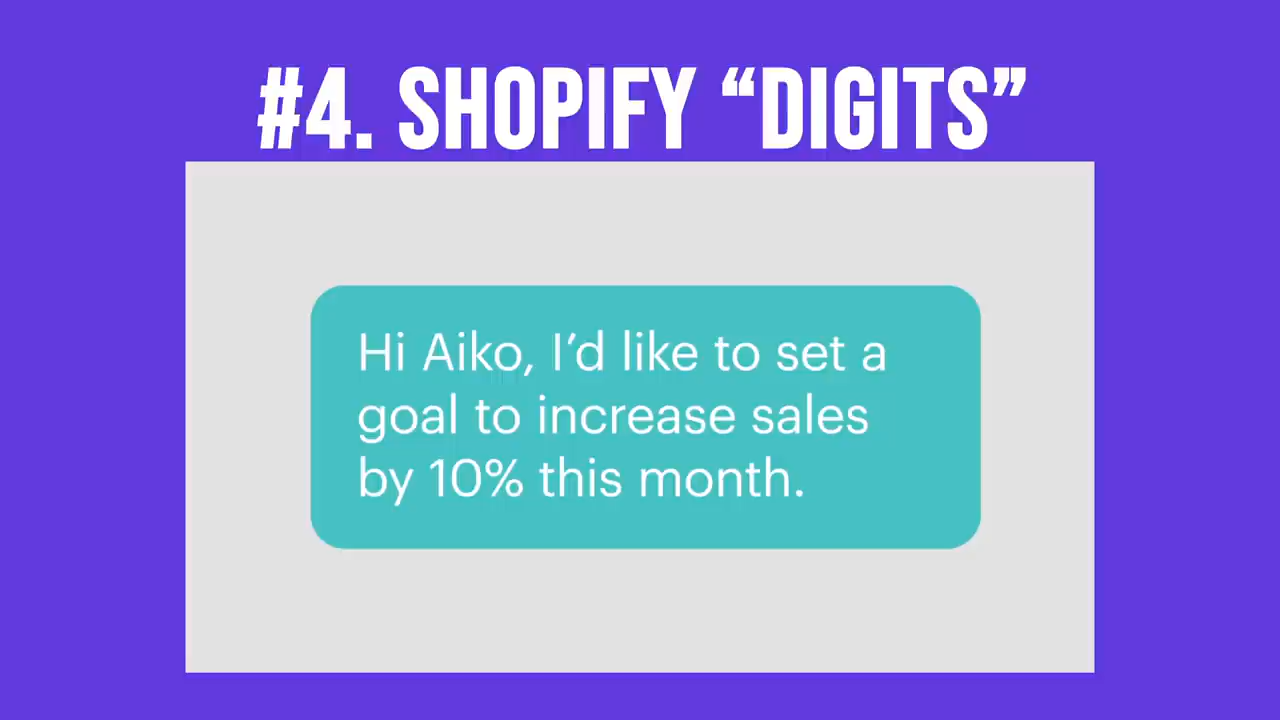 #4. SHOPIFY “DIGITS”
Hi Aiko, I’d like to set a
goal to increase sales
by 10% this month.